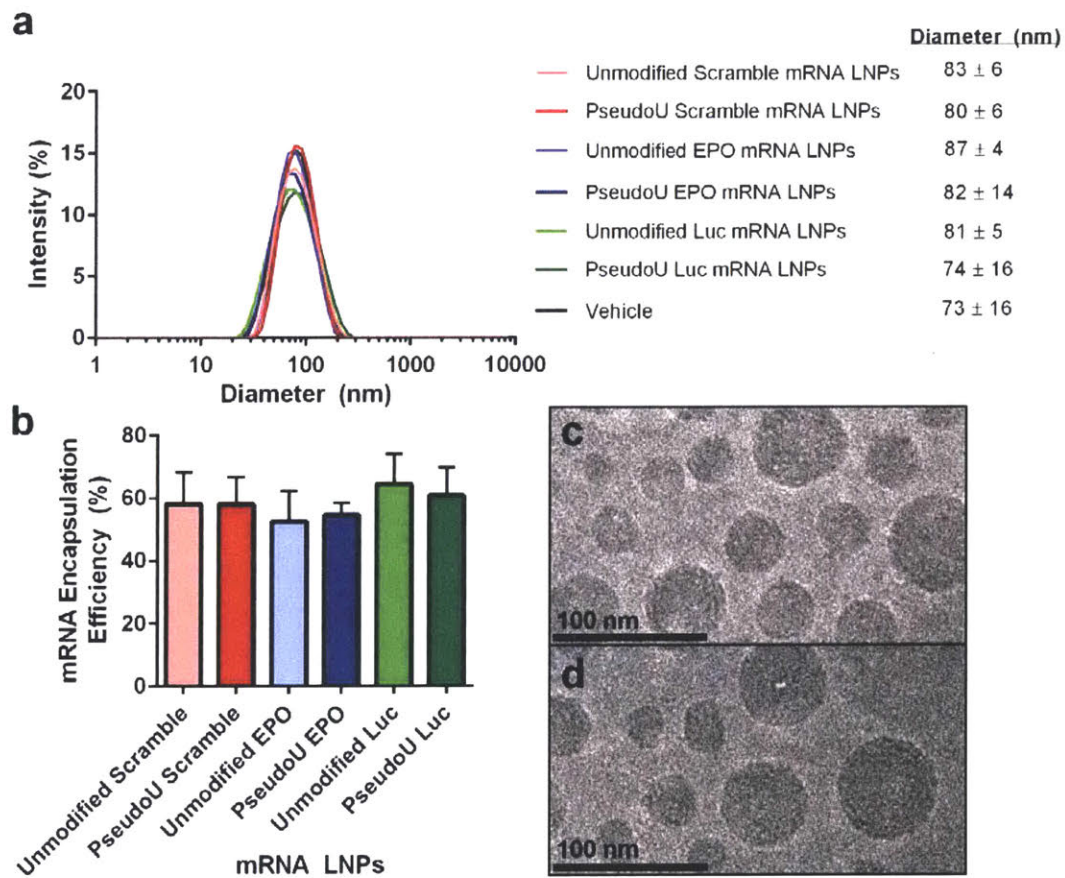 a
Diameter (nm)
Unmodified Scramble mRNA LNPs 83 ± 6
PseudoU Scramble mRNA LNPs 80 ± 6
Unmodified EPO mRNA LNPs 87 ± 4
PseudoU EPO mRNA LNPs 82 ± 14
Unmodified Luc mRNA LNPs 81 ± 5
PseudoU Luc mRNA LNPs 74 ± 16
Vehicle 73 ± 16
Intensity (%)
20
15
10
5
0
1 10 100 1000 10000
Diameter (nm)
b
mRNA Encapsulation
Efficiency (%)
80
60
40
20
0
Unmodified Scramble
PseudoU Scramble
Unmodified EPO
PseudoU EPO
Unmodified Luc
PseudoU Luc
mRNA LNPs
c
100 nm
d
100 nm